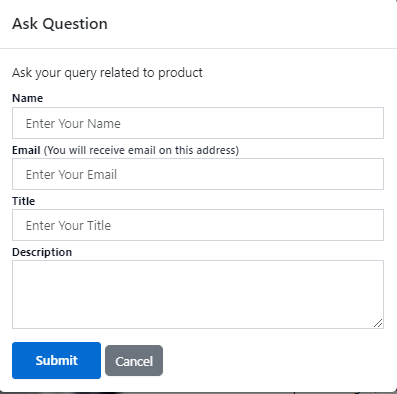 Ask Question
Ask your query related to product
Name
Enter Your Name
Email (You will receive email on this address)
Enter Your Email
Title
Enter Your Title
Description
Submit Cancel